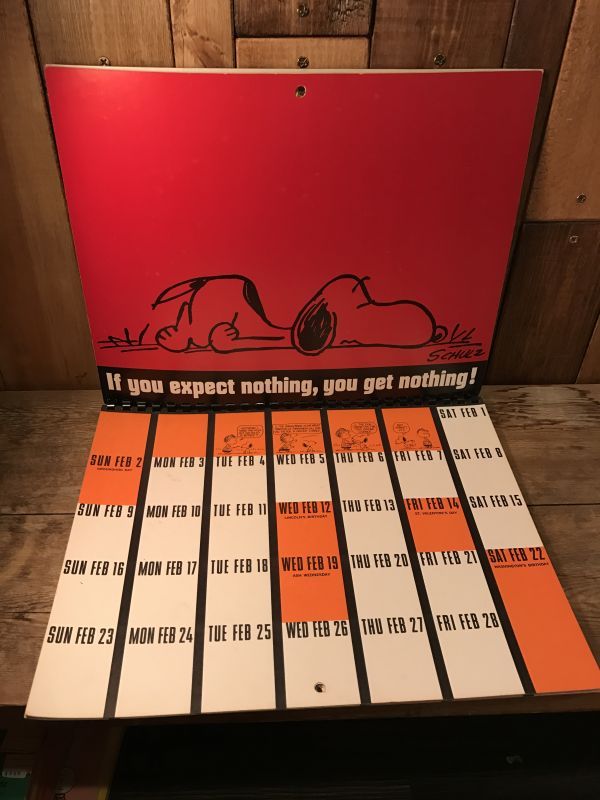 SCHULZ
If you expect nothing, you get nothing!
SAT FEB 1
SUN FEB 2
GROUNDHOG DAY
MON FEB 3
TUE FEB 4
WED FEB 5
THU FEB 6
FRI FEB 7
SAT FEB 8
SUN FEB 9
MON FEB 10
TUE FEB 11
WED FEB 12
LINCOLN'S BIRTHDAY
THU FEB 13
FRI FEB 14
ST. VALENTINE'S DAY
SAT FEB 15
SUN FEB 16
MON FEB 17
TUE FEB 18
WED FEB 19
ASH WEDNESDAY
THU FEB 20
FRI FEB 21
SAT FEB 22
WASHINGTON'S BIRTHDAY
SUN FEB 23
MON FEB 24
TUE FEB 25
WED FEB 26
THU FEB 27
FRI FEB 28